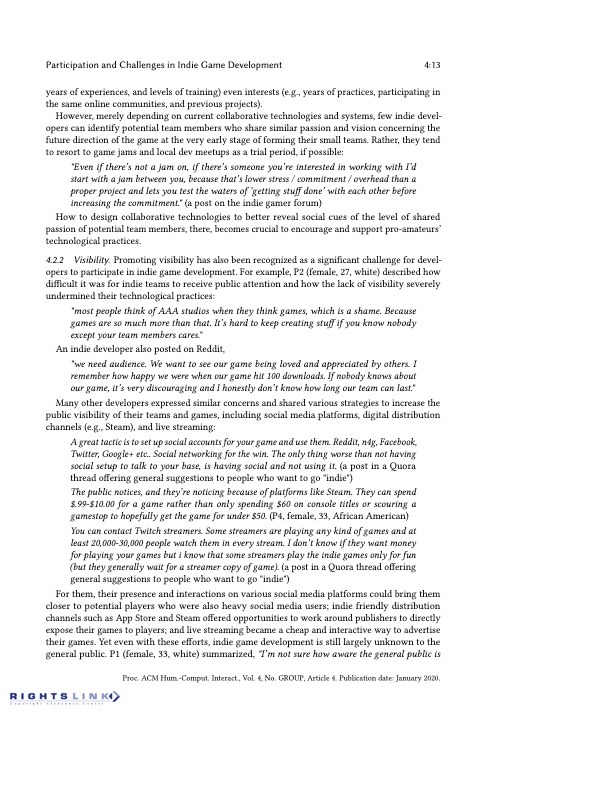 Participation and Challenges in Indie Game Development 4:13
years of experiences, and levels of training) even interests (e.g., years of practices, participating in
the same online communities, and previous projects).
However, merely depending on current collaborative technologies and systems, few indie devel-
opers can identify potential team members who share similar passion and vision concerning the
future direction of the game at the very early stage of forming their small teams. Rather, they tend
to resort to game jams and local dev meetups as a trial period, if possible:
"Even if there's not a jam on, if there's someone you're interested in working with I'd
start with a jam between you, because that's lower stress / commitment / overhead than a
proper project and lets you test the waters of 'getting stuff done' with each other before
increasing the commitment." (a post on the indie gamer forum)
How to design collaborative technologies to better reveal social cues of the level of shared
passion of potential team members, there, becomes crucial to encourage and support pro-amateurs'
technological practices.
4.2.2 Visibility. Promoting visibility has also been recognized as a significant challenge for devel-
opers to participate in indie game development. For example, P2 (female, 27, white) described how
difficult it was for indie teams to receive public attention and how the lack of visibility severely
undermined their technological practices:
"most people think of AAA studios when they think games, which is a shame. Because
games are so much more than that. It's hard to keep creating stuff if you know nobody
except your team members cares."
An indie developer also posted on Reddit,
"we need audience. We want to see our game being loved and appreciated by others. I
remember how happy we were when our game hit 100 downloads. If nobody knows about
our game, it's very discouraging and I honestly don't know how long our team can last."
Many other developers expressed similar concerns and shared various strategies to increase the
public visibility of their teams and games, including social media platforms, digital distribution
channels (e.g., Steam), and live streaming:
A great tactic is to set up social accounts for your game and use them. Reddit, n4g, Facebook,
Twitter, Google+ etc.. Social networking for the win. The only thing worse than not having
social setup to talk to your base, is having social and not using it. (a post in a Quora
thread offering general suggestions to people who want to go "indie")
The public notices, and they're noticing because of platforms like Steam. They can spend
$.99-$10.00 for a game rather than only spending $60 on console titles or scouring a
gamestop to hopefully get the game for under $50. (P4, female, 33, African American)
You can contact Twitch streamers. Some streamers are playing any kind of games and at
least 20,000-30,000 people watch them in every stream. I don't know if they want money
for playing your games but i know that some streamers play the indie games only for fun
(but they generally wait for a streamer copy of game). (a post in a Quora thread offering
general suggestions to people who want to go "indie")
For them, their presence and interactions on various social media platforms could bring them
closer to potential players who were also heavy social media users; indie friendly distribution
channels such as App Store and Steam offered opportunities to work around publishers to directly
expose their games to players; and live streaming became a cheap and interactive way to advertise
their games. Yet even with these efforts, indie game development is still largely unknown to the
general public. P1 (female, 33, white) summarized, "I'm not sure how aware the general public is
Proc. ACM Hum.-Comput. Interact., Vol. 4, No. GROUP, Article 4. Publication date: January 2020.
RIGHTSLINK
Copyright Clearance Center